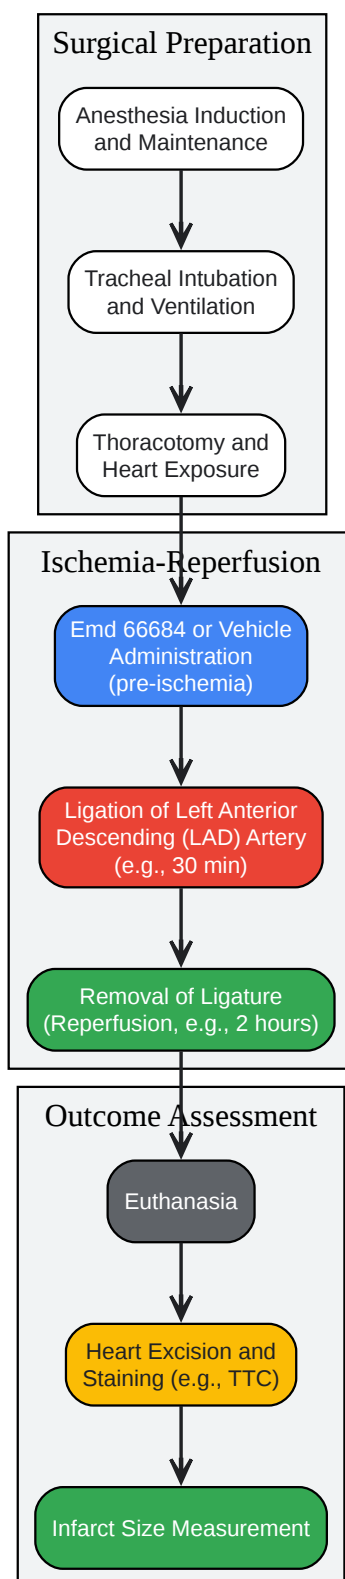 Surgical Preparation
Anesthesia Induction
and Maintenance
Tracheal Intubation
and Ventilation
Thoracotomy and
Heart Exposure
Ischemia-Reperfusion
Emd 66684 or Vehicle
Administration
(pre-ischemia)
Ligation of Left Anterior
Descending (LAD) Artery
(e.g., 30 min)
Removal of Ligature
(Reperfusion, e.g., 2 hours)
Outcome Assessment
Euthanasia
Heart Excision and
Staining (e.g., TTC)
Infarct Size Measurement